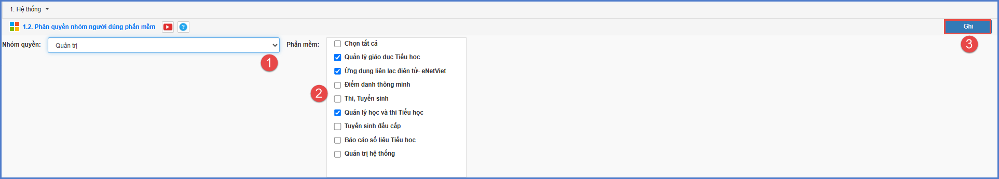 1. Hệ thống
1.2. Phân quyền nhóm người dùng phần mềm ?
Ghi
3
Nhóm quyền: Quản trị
1
Phần mềm:
2
Chọn tất cả
Quản lý giáo dục Tiểu học
Ứng dụng liên lạc điện tử- eNetViet
Điểm danh thông minh
Thi, Tuyển sinh
Quản lý học và thi Tiểu học
Tuyển sinh đầu cấp
Báo cáo số liệu Tiểu học
Quản trị hệ thống